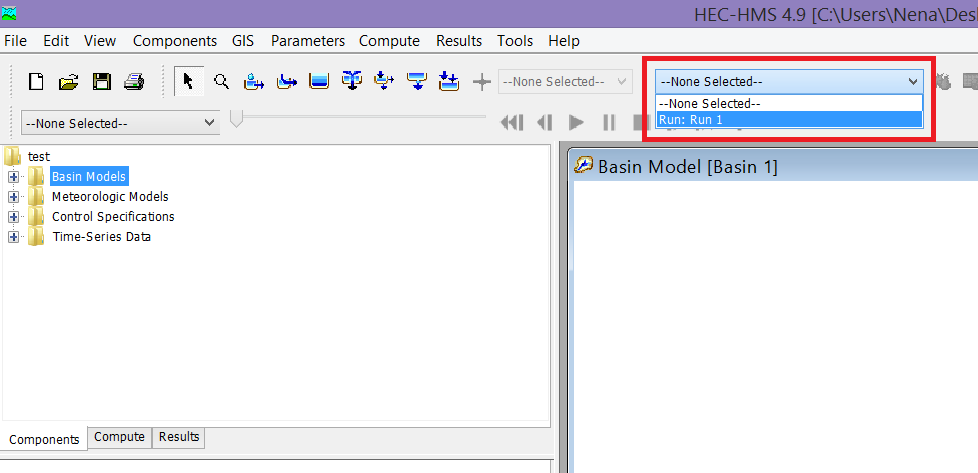 HEC-HMS 4.9 [C:\Users\Nena\Des
File Edit View Components GIS Parameters Compute Results Tools Help
--None Selected-- --None Selected--
--None Selected--
Run: Run 1
--None Selected--
test
Basin Models
Meteorologic Models
Control Specifications
Time-Series Data
Basin Model [Basin 1]
Components Compute Results